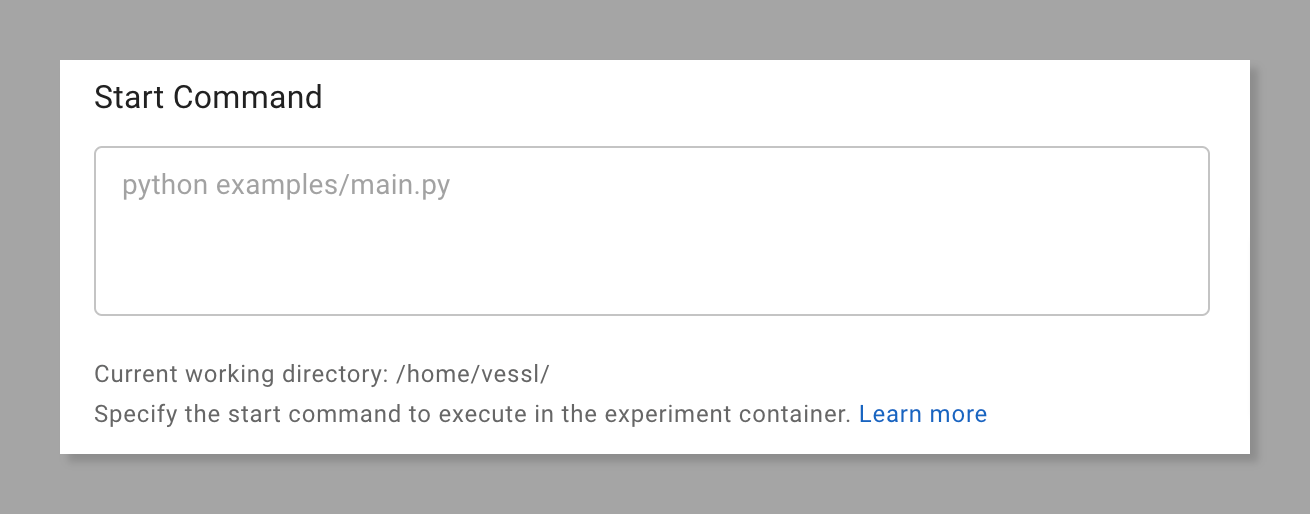 Start Command
python examples/main.py
Current working directory: /home/vessl/
Specify the start command to execute in the experiment container. Learn more